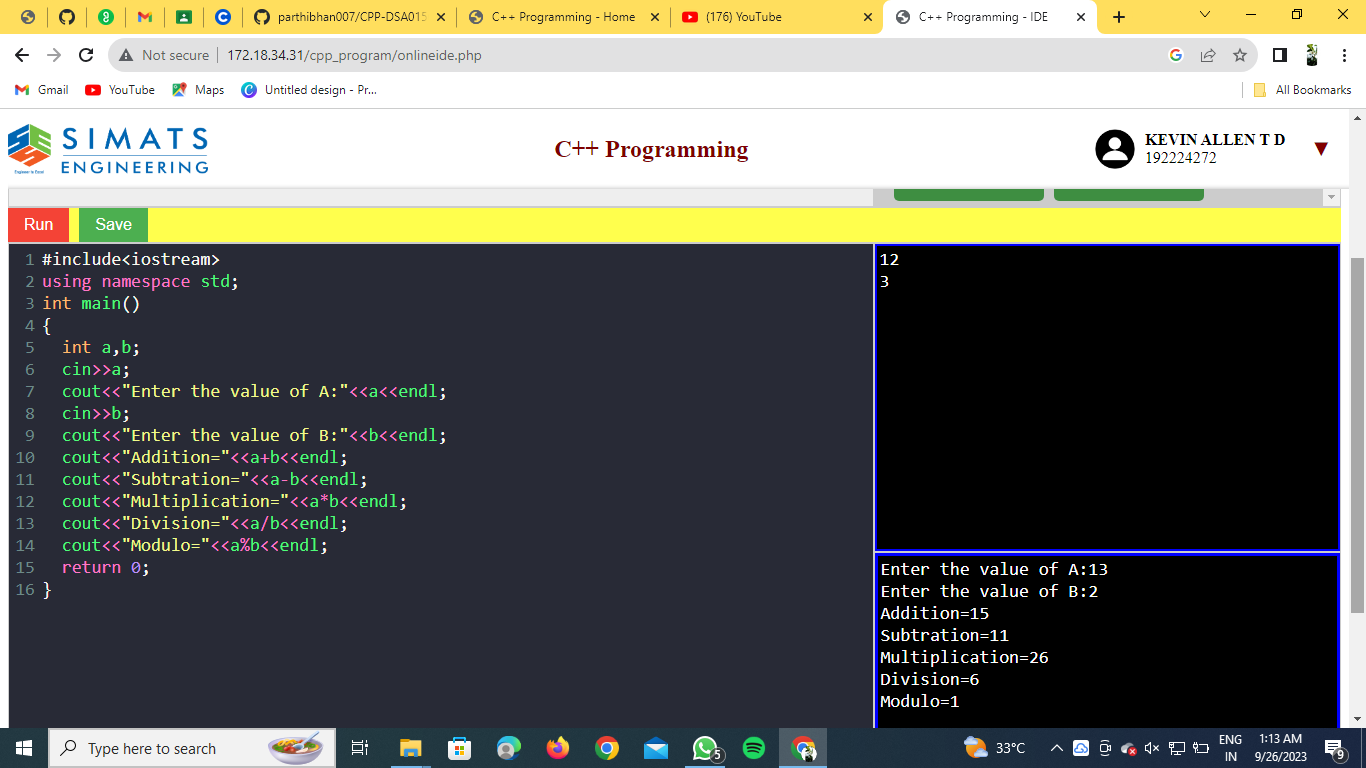 parthibhan007/CPP-DSA015
C++ Programming - Home
(176) YouTube
C++ Programming - IDE
Not secure
172.18.34.31/cpp_program/onlineide.php
Gmail
YouTube
Maps
Untitled design - Pr...
All Bookmarks
SIMATS
ENGINEERING
Engineer to Excel
C++ Programming
KEVIN ALLEN T D
192224272
Run
Save
1 #include<iostream>
2 using namespace std;
3 int main()
4 {
5 int a,b;
6 cin>>a;
7 cout<<"Enter the value of A:"<<a<<endl;
8 cin>>b;
9 cout<<"Enter the value of B:"<<b<<endl;
10 cout<<"Addition="<<a+b<<endl;
11 cout<<"Subtration="<<a-b<<endl;
12 cout<<"Multiplication="<<a*b<<endl;
13 cout<<"Division="<<a/b<<endl;
14 cout<<"Modulo="<<a%b<<endl;
15 return 0;
16 }
12
3
Enter the value of A:13
Enter the value of B:2
Addition=15
Subtration=11
Multiplication=26
Division=6
Modulo=1
Type here to search
5
33°C
ENG
IN
1:13 AM
9/26/2023
9